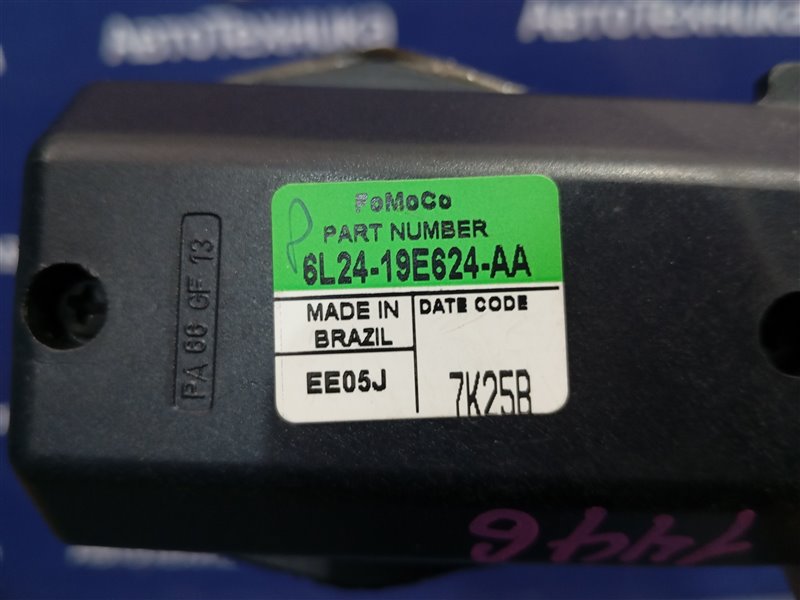 АвтоТехника
АвтоТехника
FoMoCo
PART NUMBER
6L24-19E624-AA
MADE IN
BRAZIL
DATE CODE
EE05J
7K25B
PA 66 GF 13
1446